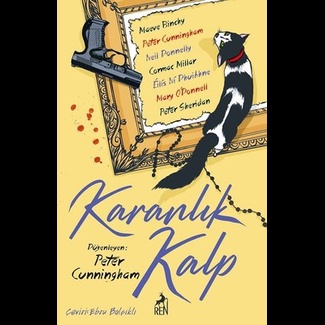 Maeve Binchy
Peter Cunningham
Neil Donnelly
Cormac Millar
Éilís Ní Dhuibhne
Mary O'Donnell
Peter Sheridan
Karanlık
Kalp
Düzenleyen:
Peter
Cunningham
Çeviri: Ebru Balçıklı
REN